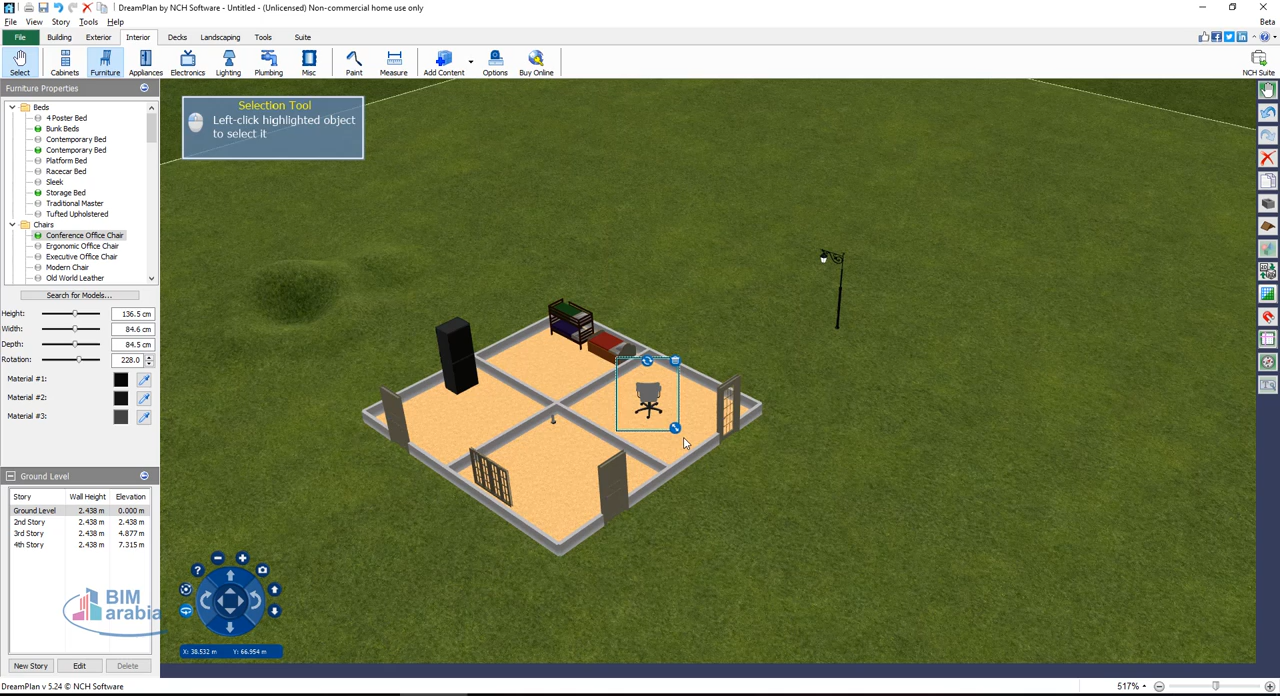 DreamPlan by NCH Software - Untitled - (Unlicensed) Non-commercial home use only
File View Story Tools Help
Beta
File Building Exterior Interior Decks Landscaping Tools Suite
Select Cabinets Furniture Appliances Electronics Lighting Plumbing Misc Paint Measure Add Content Options Buy Online NCH Suite
Furniture Properties
Beds
4 Poster Bed
Bunk Beds
Contemporary Bed
Contemporary Bed
Platform Bed
Racecar Bed
Sleek
Storage Bed
Traditional Master
Tufted Upholstered
Chairs
Conference Office Chair
Ergonomic Office Chair
Executive Office Chair
Modern Chair
Old World Leather
Search for Models...
Height: 136.5 cm
Width: 84.6 cm
Depth: 84.5 cm
Rotation: 228.0
Material #1:
Material #2:
Material #3:
Selection Tool
Left-click highlighted object
to select it
Ground Level
Story Wall Height Elevation
Ground Level 2.438 m 0.000 m
2nd Story 2.438 m 2.438 m
3rd Story 2.438 m 4.877 m
4th Story 2.438 m 7.315 m
BIM
arabia
New Story Edit Delete
X: 38.532 m Y: 66.954 m
DreamPlan v 5.24 © NCH Software
517%